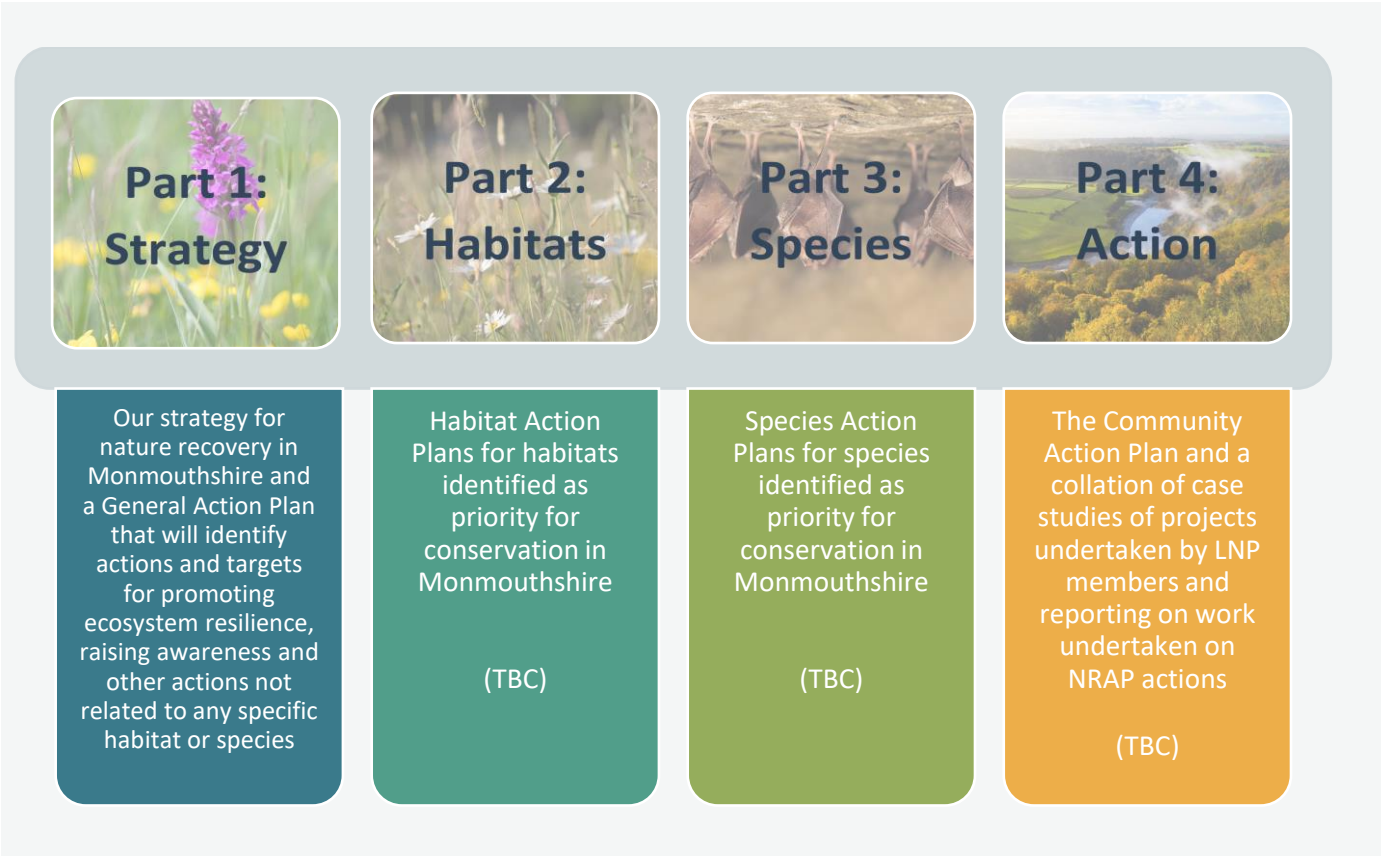 Part 1:
Strategy
Our strategy for
nature recovery in
Monmouthshire and
a General Action Plan
that will identify
actions and targets
for promoting
ecosystem resilience,
raising awareness and
other actions not
related to any specific
habitat or species
Part 2:
Habitats
Habitat Action
Plans for habitats
identified as
priority for
conservation in
Monmouthshire
(TBC)
Part 3:
Species
Species Action
Plans for species
identified as
priority for
conservation in
Monmouthshire
(TBC)
Part 4:
Action
The Community
Action Plan and a
collation of case
studies of projects
undertaken by LNP
members and
reporting on work
undertaken on
NRAP actions
(TBC)